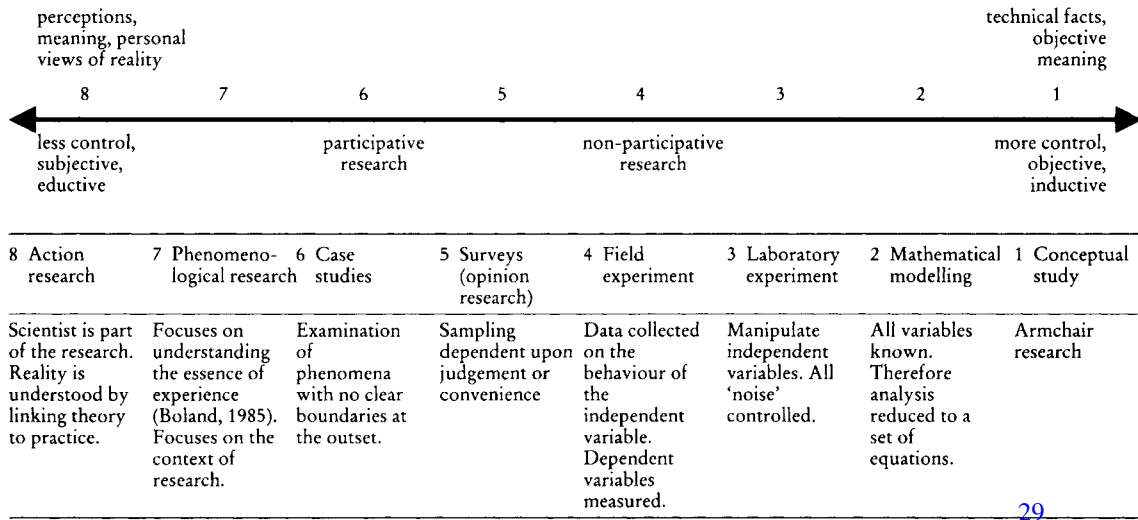 perceptions,
meaning, personal
views of reality
technical facts,
objective
meaning
8 7 6 5 4 3 2 1
less control,
subjective,
eductive
participative
research
non-participative
research
more control,
objective,
inductive
8 Action
research
7 Phenomeno-
logical research
6 Case
studies
5 Surveys
(opinion
research)
4 Field
experiment
3 Laboratory
experiment
2 Mathematical
modelling
1 Conceptual
study
Scientist is part
of the research.
Reality is
understood by
linking theory
to practice.
Focuses on
understanding
the essence of
experience
(Boland, 1985).
Focuses on the
context of
research.
Examination
of
phenomena
with no clear
boundaries at
the outset.
Sampling
dependent upon
judgement or
convenience
Data collected
on the
behaviour of
the
independent
variable.
Dependent
variables
measured.
Manipulate
independent
variables. All
'noise'
controlled.
All variables
known.
Therefore
analysis
reduced to a
set of
equations.
Armchair
research
29